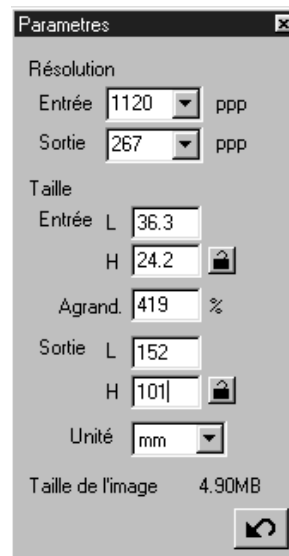 Parametres
Résolution
Entrée 1120 ppp
Sortie 267 ppp
Taille
Entrée L 36.3
H 24.2
Agrand. 419 %
Sortie L 152
H 101
Unité mm
Taille de l'image 4.90MB